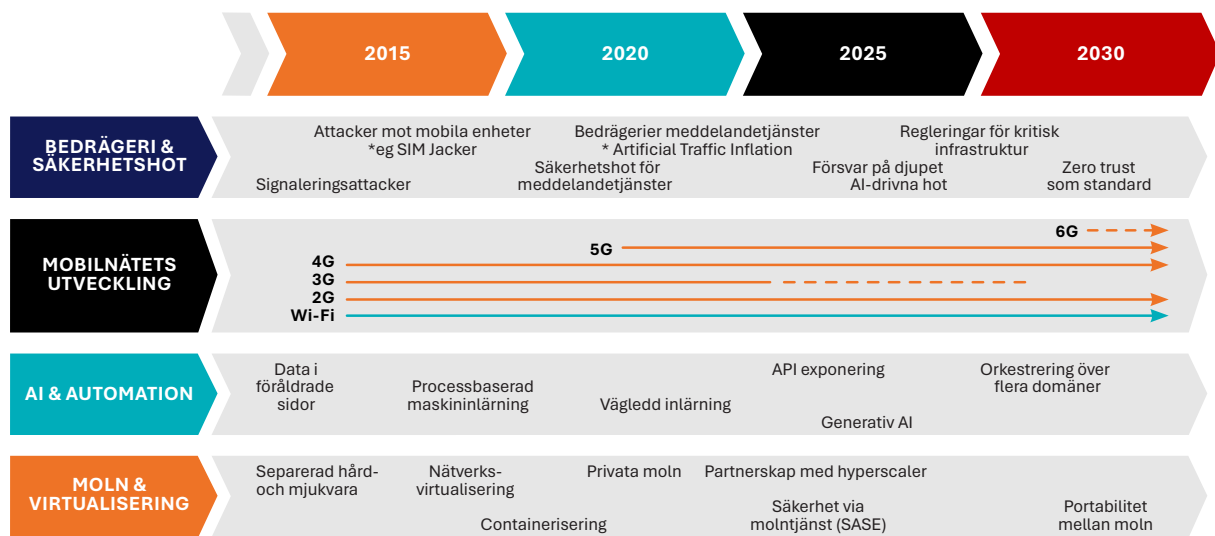 2015
2020
2025
2030
BEDRÄGERI &
SÄKERHETSHOT
Attacker mot mobila enheter
*eg SIM Jacker
Signaleringsattacker
Bedrägerier meddelandetjänster
* Artificial Traffic Inflation
Säkerhetshot för
meddelandetjänster
Regleringar för kritisk
infrastruktur
Försvar på djupet
AI-drivna hot
Zero trust
som standard
MOBILNÄTETS
UTVECKLING
6G
5G
4G
3G
2G
Wi-Fi
AI & AUTOMATION
Data i
föråldrade
sidor
Processbaserad
maskininlärning
Vägledd inlärning
API exponering
Generativ AI
Orkestrering över
flera domäner
MOLN &
VIRTUALISERING
Separerad hård-
och mjukvara
Nätverks-
virtualisering
Containerisering
Privata moln
Partnerskap med hyperscaler
Säkerhet via
molntjänst (SASE)
Portabilitet
mellan moln